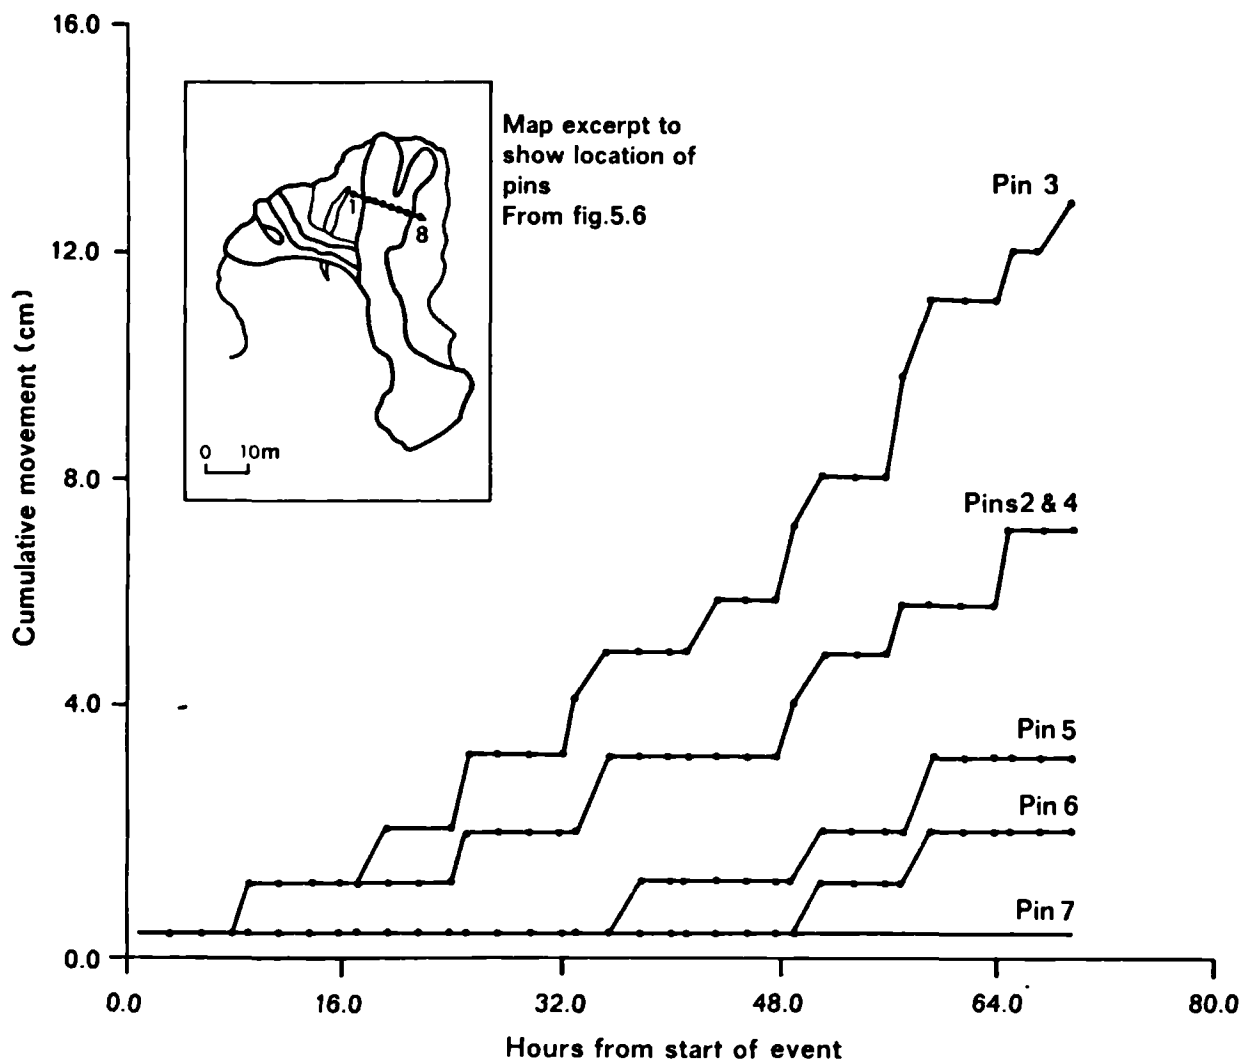 16.0
Map excerpt to
show location of
pins
From fig.5.6
1
8
0 10m
Pin 3
12.0
Cumulative movement (cm)
8.0
Pins2 & 4
4.0
Pin 5
Pin 6
Pin 7
0.0
0.0 16.0 32.0 48.0 64.0 80.0
Hours from start of event